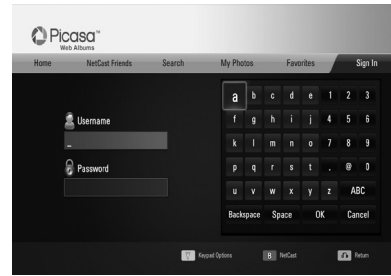 Picasa™
Web Albums
Home NetCast Friends Search My Photos Favorites Sign In
Username
_
Password
a b c d e 1 2 3
f g h i j 4 5 6
k l m n o 7 8 9
p q r s t . @ 0
u v w x y z ABC
Backspace Space OK Cancel
Keypad Options B NetCast Return